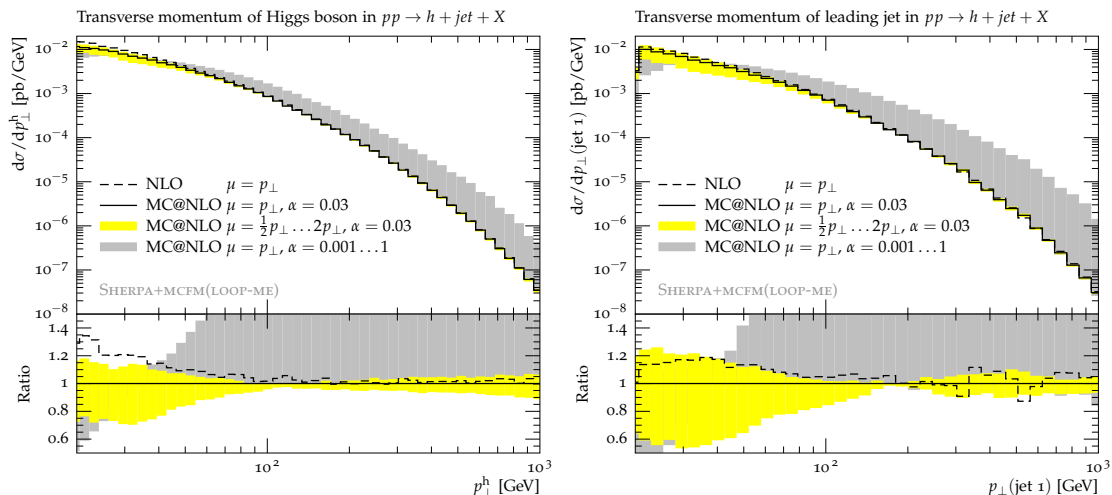 Transverse momentum of Higgs boson in pp → h + jet + X
dσ/dp⊥ʰ [pb/GeV]
10⁻²
10⁻³
10⁻⁴
10⁻⁵
10⁻⁶
10⁻⁷
10⁻⁸
NLO μ = p⊥
MC@NLO μ = p⊥, α = 0.03
MC@NLO μ = ½p⊥ … 2p⊥, α = 0.03
MC@NLO μ = p⊥, α = 0.001 … 1
SHERPA+MCFM(LOOP-ME)
Ratio
1.4
1.2
1
0.8
0.6
10²
10³
p⊥ʰ [GeV]
Transverse momentum of leading jet in pp → h + jet + X
dσ/dp⊥(jet 1) [pb/GeV]
10⁻²
10⁻³
10⁻⁴
10⁻⁵
10⁻⁶
10⁻⁷
10⁻⁸
NLO μ = p⊥
MC@NLO μ = p⊥, α = 0.03
MC@NLO μ = ½p⊥ … 2p⊥, α = 0.03
MC@NLO μ = p⊥, α = 0.001 … 1
SHERPA+MCFM(LOOP-ME)
Ratio
1.4
1.2
1
0.8
0.6
10²
10³
p⊥(jet 1) [GeV]